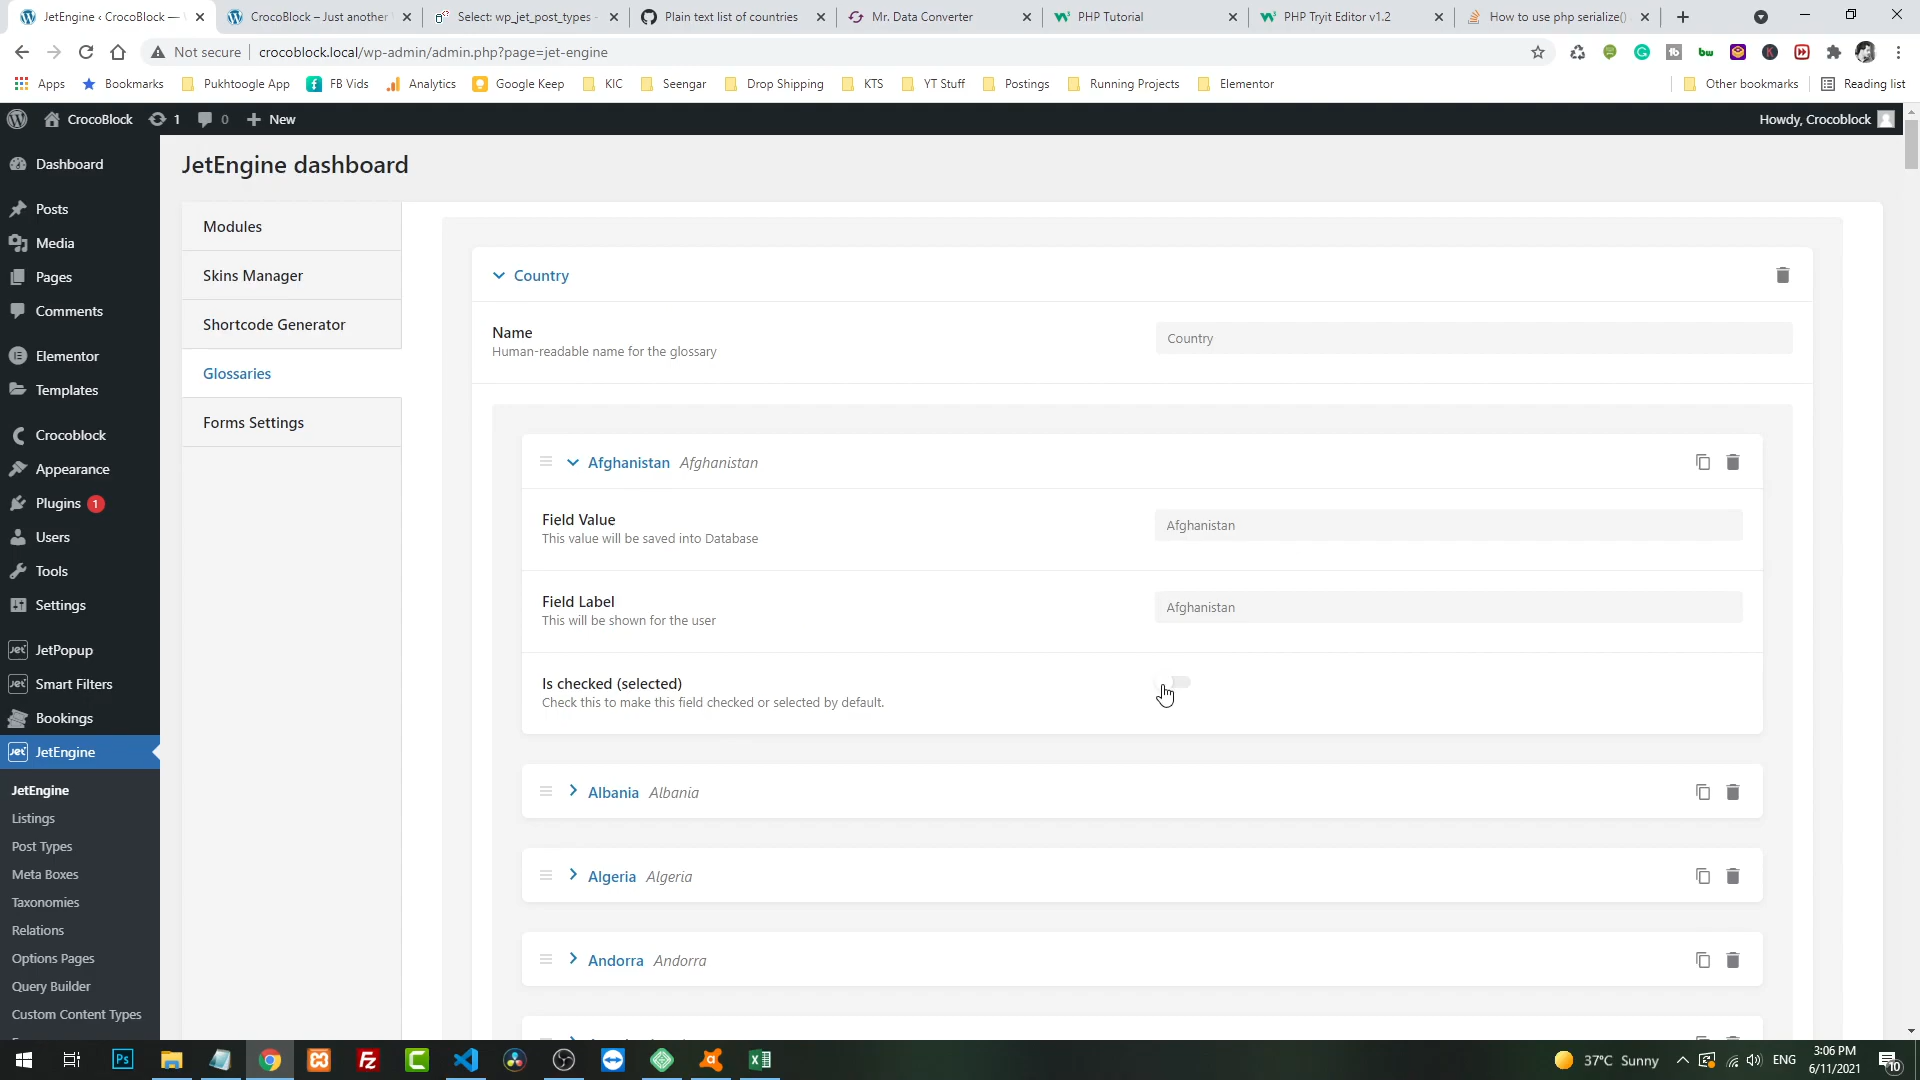 JetEngine ‹ CrocoBlock —
CrocoBlock – Just another
Select: wp_jet_post_types -
Plain text list of countries
Mr. Data Converter
PHP Tutorial
PHP Tryit Editor v1.2
How to use php serialize()
Not secure
crocoblock.local/wp-admin/admin.php?page=jet-engine
Apps
Bookmarks
Pukhtoogle App
FB Vids
Analytics
Google Keep
KIC
Seengar
Drop Shipping
KTS
YT Stuff
Postings
Running Projects
Elementor
Other bookmarks
Reading list
CrocoBlock
1
0
New
Howdy, Crocoblock
Dashboard
Posts
Media
Pages
Comments
Elementor
Templates
Crocoblock
Appearance
Plugins 1
Users
Tools
Settings
JetPopup
Smart Filters
Bookings
JetEngine
JetEngine
Listings
Post Types
Meta Boxes
Taxonomies
Relations
Options Pages
Query Builder
Custom Content Types
JetEngine dashboard
Modules
Skins Manager
Shortcode Generator
Glossaries
Forms Settings
Country
Name
Human-readable name for the glossary
Country
Afghanistan Afghanistan
Field Value
This value will be saved into Database
Afghanistan
Field Label
This will be shown for the user
Afghanistan
Is checked (selected)
Check this to make this field checked or selected by default.
Albania Albania
Algeria Algeria
Andorra Andorra
37°C Sunny
ENG
3:06 PM
6/11/2021
10